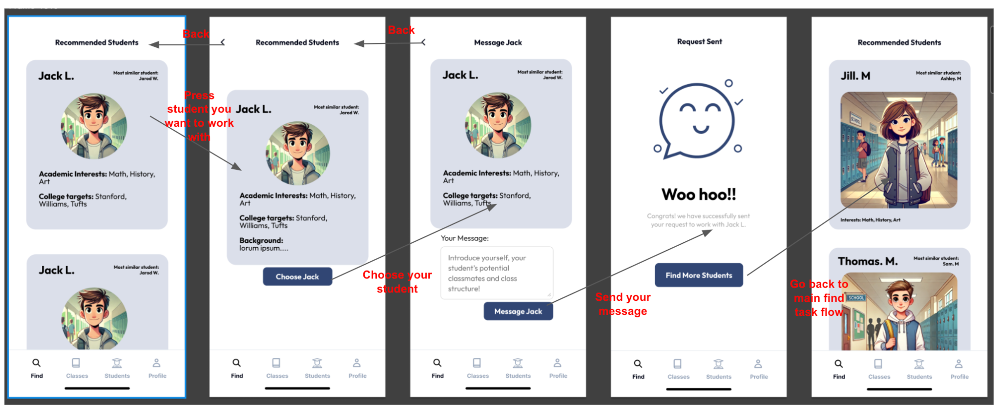 Recommended Students
Jack L.
Most similar student:
Jarod W.
Academic Interests: Math, History,
Art
College targets: Stanford,
Williams, Tufts
Jack L.
Most similar student:
Jarod W.
Find
Classes
Students
Profile
Back
Press
student you
want to work
with
Recommended Students
Jack L.
Most similar student:
Jarod W.
Academic Interests: Math, History,
Art
College targets: Stanford,
Williams, Tufts
Background:
lorum ipsum....
Choose Jack
Find
Classes
Students
Profile
Back
Choose your
student
Message Jack
Jack L.
Most similar student:
Jarod W.
Academic Interests: Math, History,
Art
College targets: Stanford,
Williams, Tufts
Your Message:
Introduce yourself, your
student's potential
classmates and class
structure!
Message Jack
Find
Classes
Students
Profile
Send your
message
Request Sent
Woo hoo!!
Congrats! we have successfully sent
your request to work with Jack L.
Find More Students
Find
Classes
Students
Profile
Go back to
main find
task flow
Recommended Students
Jill. M
Most similar student:
Ashley. M
SCHOOL
Interests: Math, History, Art
Thomas. M.
Most similar student:
Sam. M
SCHOOL
Find
Classes
Students
Profile